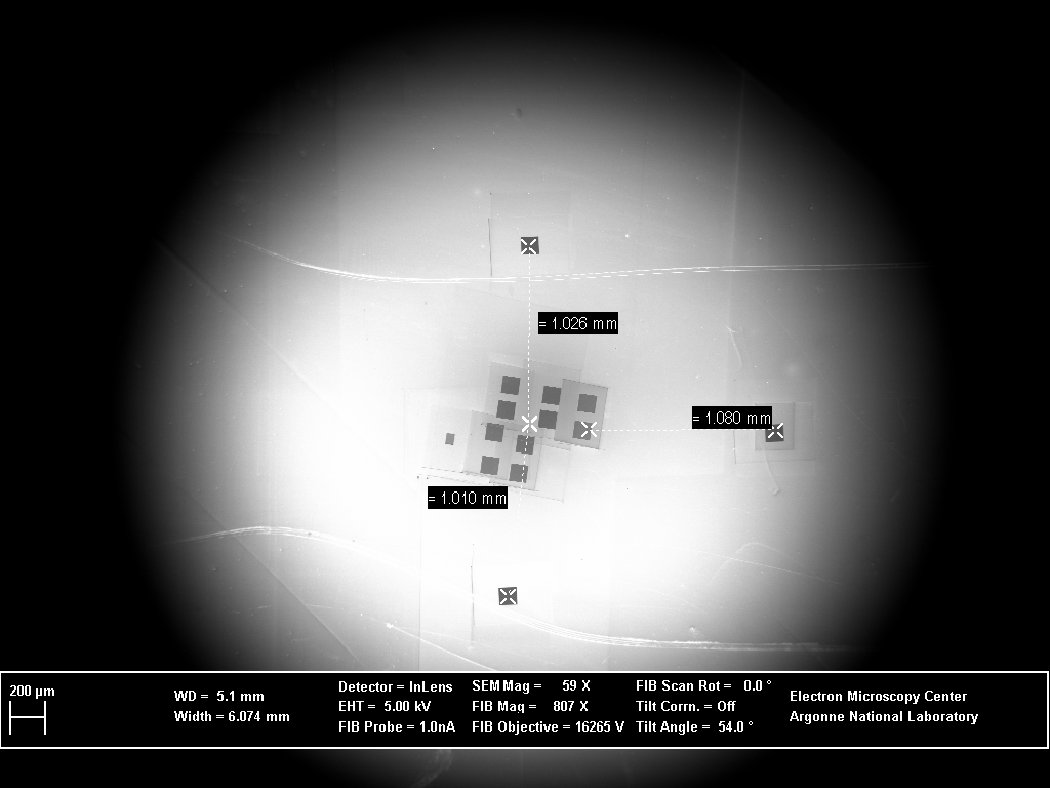 = 1.026 mm
= 1.080 mm
= 1.010 mm
200 µm
WD = 5.1 mm
Width = 6.074 mm
Detector = InLens
EHT = 5.00 kV
FIB Probe = 1.0nA
SEM Mag = 59 X
FIB Mag = 807 X
FIB Objective = 16265 V
FIB Scan Rot = 0.0 °
Tilt Corrn. = Off
Tilt Angle = 54.0 °
Electron Microscopy Center
Argonne National Laboratory